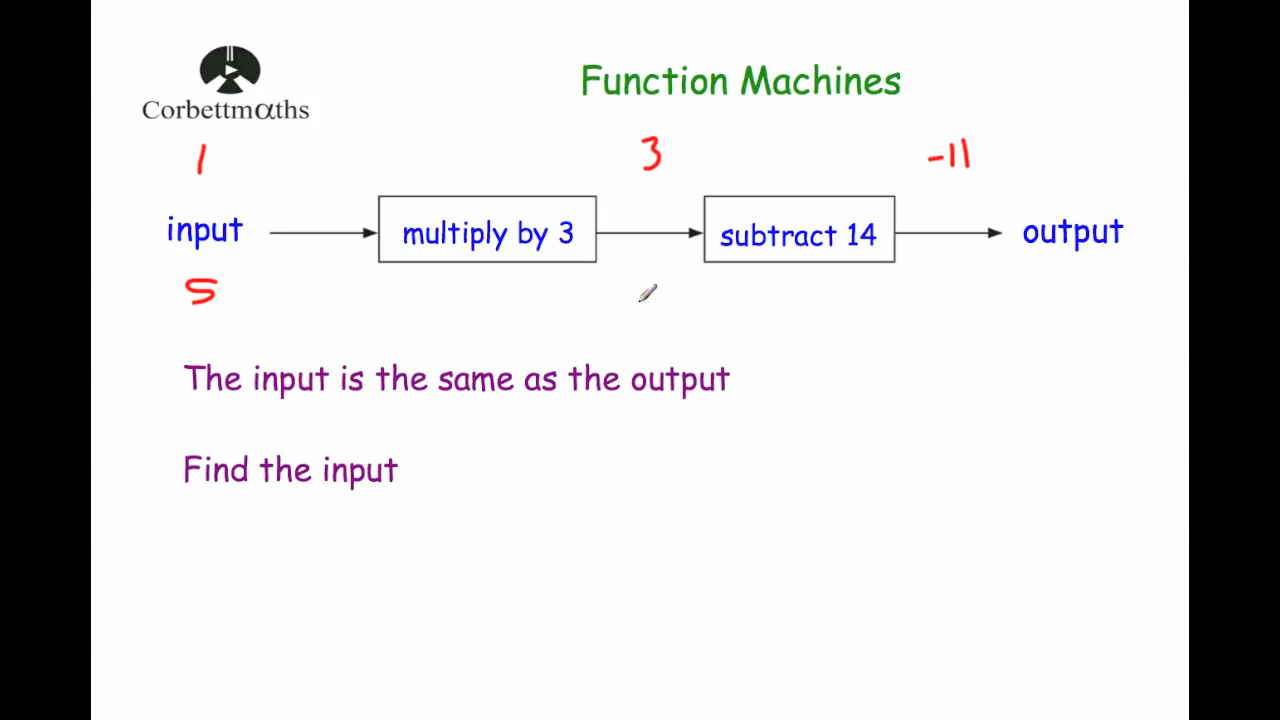 Corbettmαths
Function Machines
1 3 -11
input multiply by 3 subtract 14 output
5
The input is the same as the output
Find the input